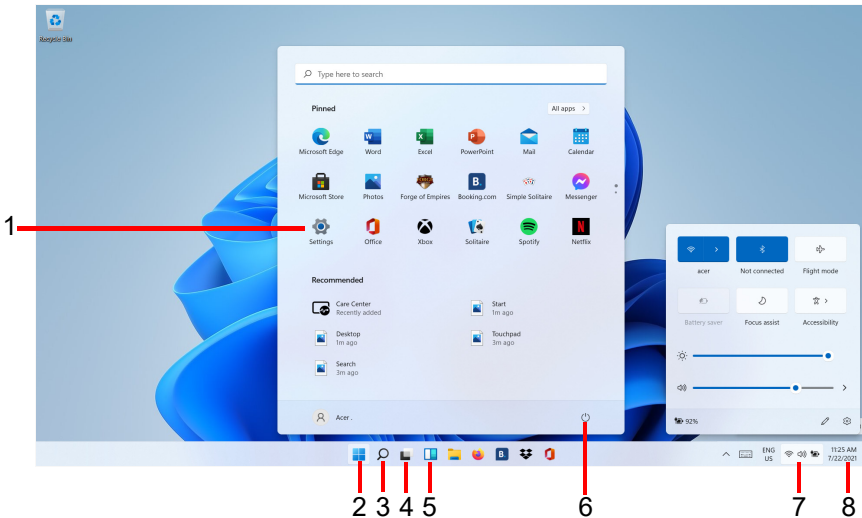 Recycle Bin
Type here to search
Pinned
All apps >
Microsoft Edge
Word
Excel
PowerPoint
Mail
Calendar
Microsoft Store
Photos
Forge of Empires
Booking.com
Simple Solitaire
Messenger
1
Settings
Office
Xbox
Solitaire
Spotify
Netflix
Recommended
Care Center
Recently added
Start
1m ago
Desktop
1m ago
Touchpad
3m ago
Search
3m ago
Acer .
acer
Not connected
Flight mode
Battery saver
Focus assist
Accessibility
92%
ENG
US
11:25 AM
7/22/2021
2
3
4
5
6
7
8